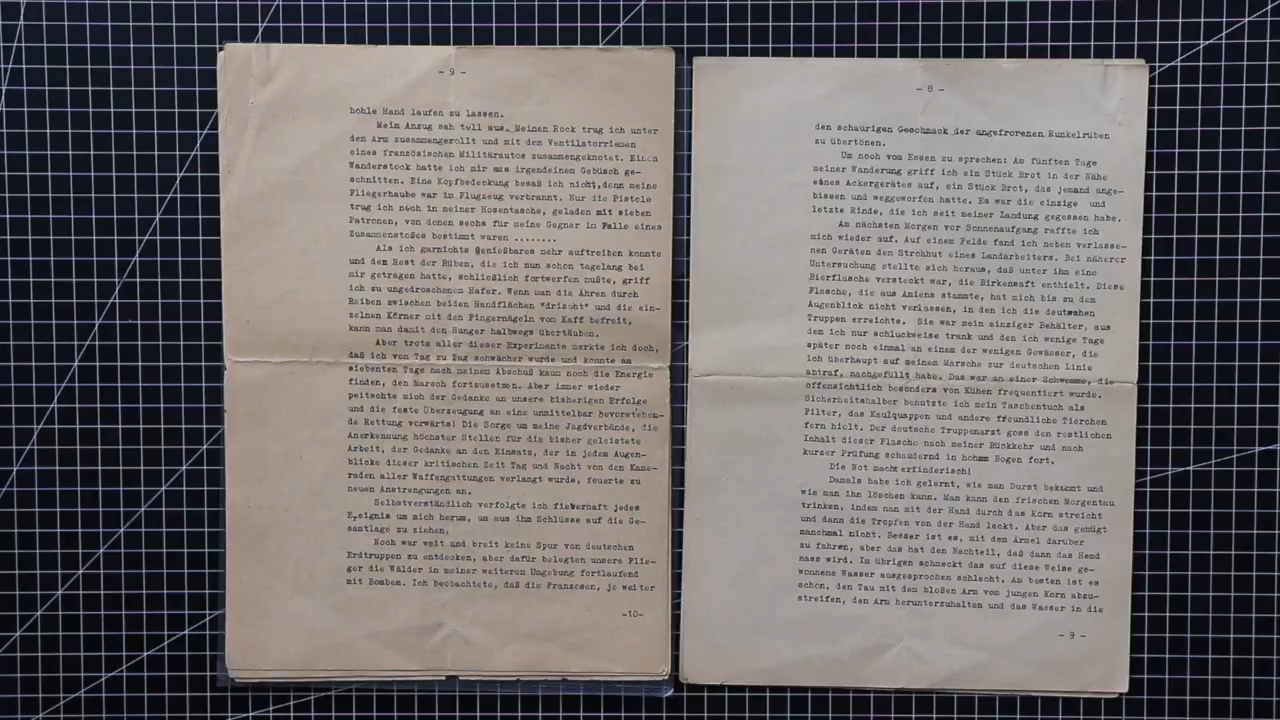 - 9 -
hohle Hand laufen zu lassen.
Mein Anzug sah toll aus. Meinen Rock trug ich unter
dem Arm zusammengerollt und mit den Ventilatorriemen
eines französischen Militärautos zusammengeknotet. Einen
Wanderstock hatte ich mir aus irgendeinem Gebüsch ge-
schnitten. Eine Kopfbedeckung besaß ich nicht, denn meine
Fliegerhaube war im Flugzeug verbrannt. Nur die Pistole
trug ich noch in meiner Hosentasche, geladen mit sieben
Patronen, von denen sechs für meine Gegner im Falle eines
Zusammenstoßes bestimmt waren ........
Als ich garnichts Genießbares mehr auftreiben konnte
und den Rest der Rüben, die ich nun schon tagelang bei
mir getragen hatte, schließlich fortwerfen mußte, griff
ich zu ungedroschenem Hafer. Wenn man die Ähren durch
Reiben zwischen beiden Handflächen "drischt" und die ein-
zelnen Körner mit den Fingernägeln vom Kaff befreit,
kann man damit den Hunger halbwegs übertäuben.
Aber trotz aller dieser Experimente merkte ich doch,
daß ich von Tag zu Tag schwächer wurde und konnte am
siebenten Tage nach meinem Abschuß kaum noch die Energie
finden, den Marsch fortzusetzen. Aber immer wieder
peitschte mich der Gedanke an unsere bisherigen Erfolge
und die feste Überzeugung an eine unmittelbar bevorstehen-
de Rettung vorwärts! Die Sorge um meine Jagdverbände, die
Anerkennung höchster Stellen für die bisher geleistete
Arbeit, der Gedanke an den Einsatz, der in jedem Augen-
blicke dieser kritischen Zeit Tag und Nacht von den Kame-
raden aller Waffengattungen verlangt wurde, feuerte zu
neuen Anstrengungen an.
Selbstverständlich verfolgte ich fieberhaft jedes
Ereignis um mich herum, um aus ihm Schlüsse auf die Ge-
samtlage zu ziehen.
Noch war weit und breit keine Spur von deutschen
Erdtruppen zu entdecken, aber dafür belegten unsere Flie-
ger die Wälder in meiner weiteren Umgebung fortlaufend
mit Bomben. Ich beobachtete, daß die Franzosen, je weiter
-10-
- 8 -
den schaurigen Geschmack der angefrorenen Runkelrüben
zu übertönen.
Um noch vom Essen zu sprechen: Am fünften Tage
meiner Wanderung griff ich ein Stück Brot in der Nähe
eines Ackergerätes auf, ein Stück Brot, das jemand ange-
bissen und weggeworfen hatte. Es war die einzige und
letzte Rinde, die ich seit meiner Landung gegessen habe.
Am nächsten Morgen vor Sonnenaufgang raffte ich
mich wieder auf. Auf einem Felde fand ich neben verlasse-
nen Geräten den Strohhut eines Landarbeiters. Bei näherer
Untersuchung stellte sich heraus, daß unter ihm eine
Bierflasche versteckt war, die Birkensaft enthielt. Diese
Flasche, die aus Amiens stammte, hat mich bis zu dem
Augenblick nicht verlassen, in den ich die deutschen
Truppen erreichte. Sie war mein einziger Behälter, aus
dem ich nur schluckweise trank und den ich wenige Tage
später noch einmal an einem der wenigen Gewässer, die
ich überhaupt auf meinem Marsche zur deutschen Linie
antraf, nachgefüllt habe. Das war an einer Schwemme, die
offensichtlich besonders von Kühen frequentiert wurde.
Sicherheitshalber benutzte ich mein Taschentuch als
Filter, das Kaulquappen und andere ffreundliche Tierchen
fern hielt. Der deutsche Truppenarzt goss den restlichen
Inhalt dieser Flasche nach meiner Rückkehr und nach
kurzer Prüfung schaudernd in hohem Bogen fort.
Die Not macht erfinderisch!
Damals habe ich gelernt, wie man Durst bekämmt und
wie man ihn löschen kann. Man kann den frischen Morgentau
trinken, indem man mit der Hand durch das Korn streicht
und dann die Tropfen von der Hand leckt. Aber das genügt
manchmal nicht. Besser ist es, mit dem Ärmel darüber
zu fahren, aber das hat den Nachteil, daß dann das Hemd
nass wird. Im übrigen schmeckt das auf diese Weise ge-
wonnene Wasser ausgesprochen schlecht. Am besten ist es
schon, den Tau mit dem bloßen Arm vom jungen Korn abzu-
streifen, den Arm herunterzuhalten und das Wasser in die
- 9 -